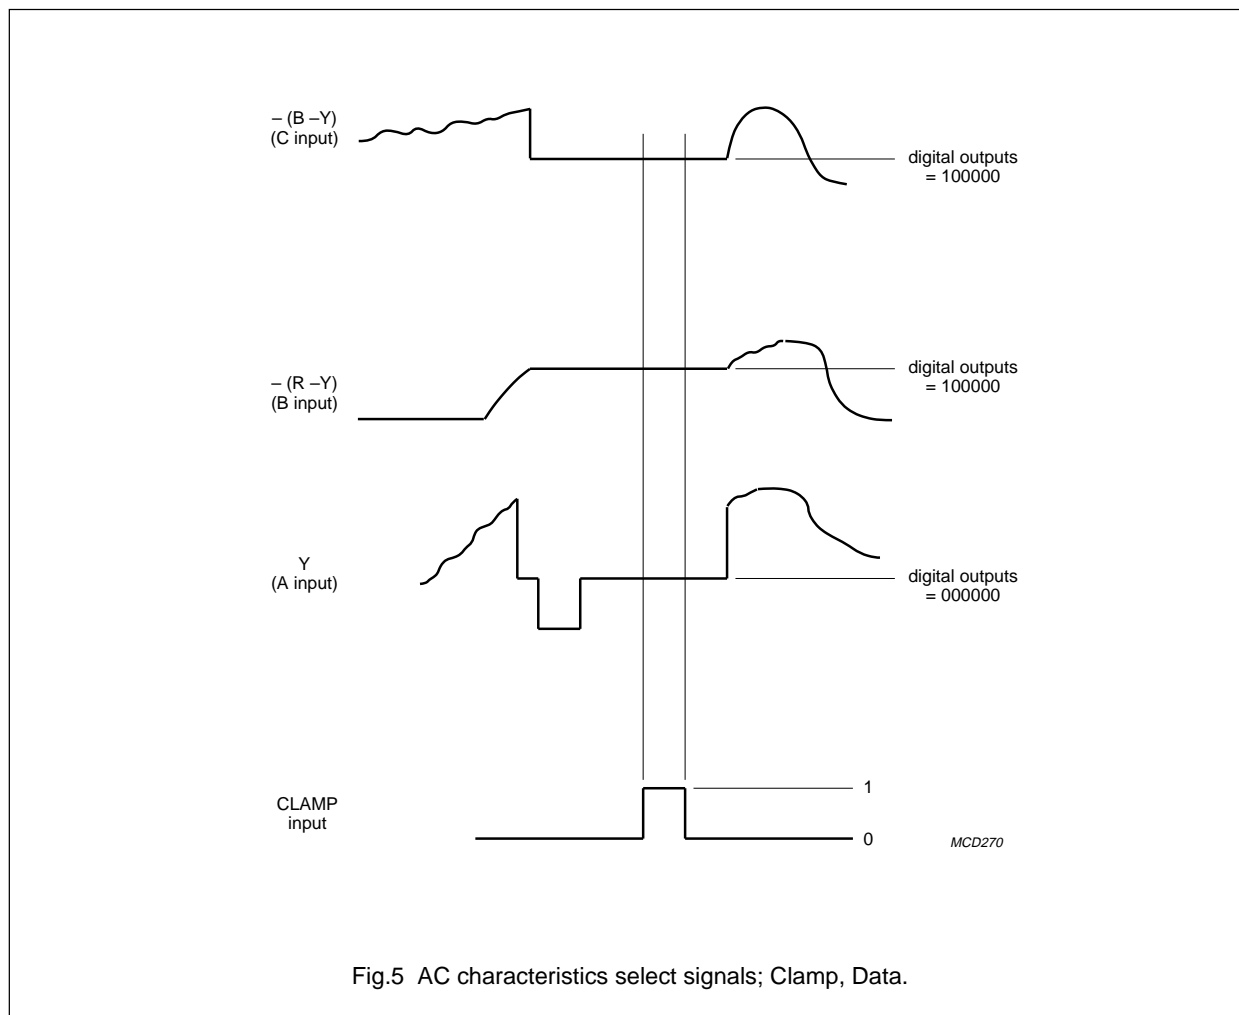 – (B –Y)
(C input)
digital outputs
= 100000
– (R –Y)
(B input)
digital outputs
= 100000
Y
(A input)
digital outputs
= 000000
CLAMP
input
1
0
MCD270
Fig.5 AC characteristics select signals; Clamp, Data.